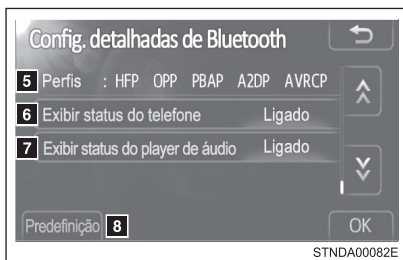 Config. detalhadas de Bluetooth
5 Perfis : HFP OPP PBAP A2DP AVRCP
6 Exibir status do telefone Ligado
7 Exibir status do player de áudio Ligado
Predefinição 8 OK
STNDA00082E